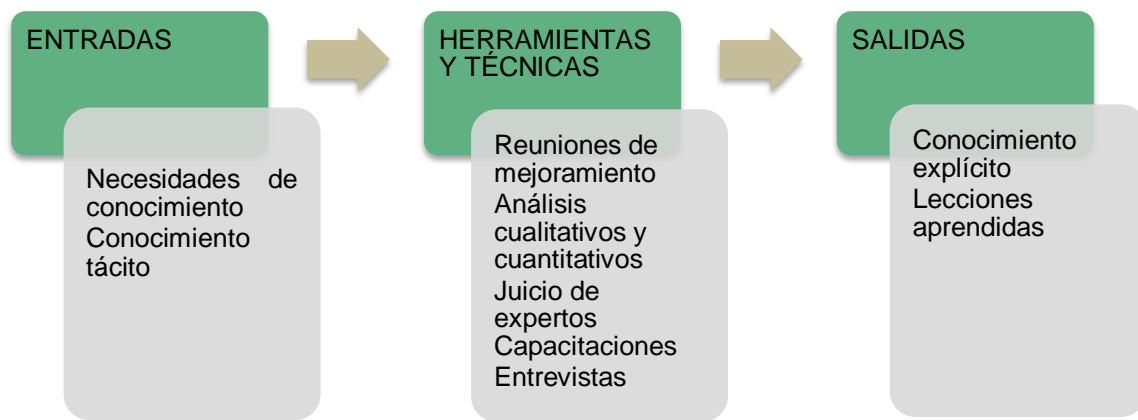 ENTRADAS
Necesidades de
conocimiento
Conocimiento
tácito
HERRAMIENTAS
Y TÉCNICAS
Reuniones de
mejoramiento
Análisis
cualitativos y
cuantitativos
Juicio de
expertos
Capacitaciones
Entrevistas
SALIDAS
Conocimiento
explícito
Lecciones
aprendidas